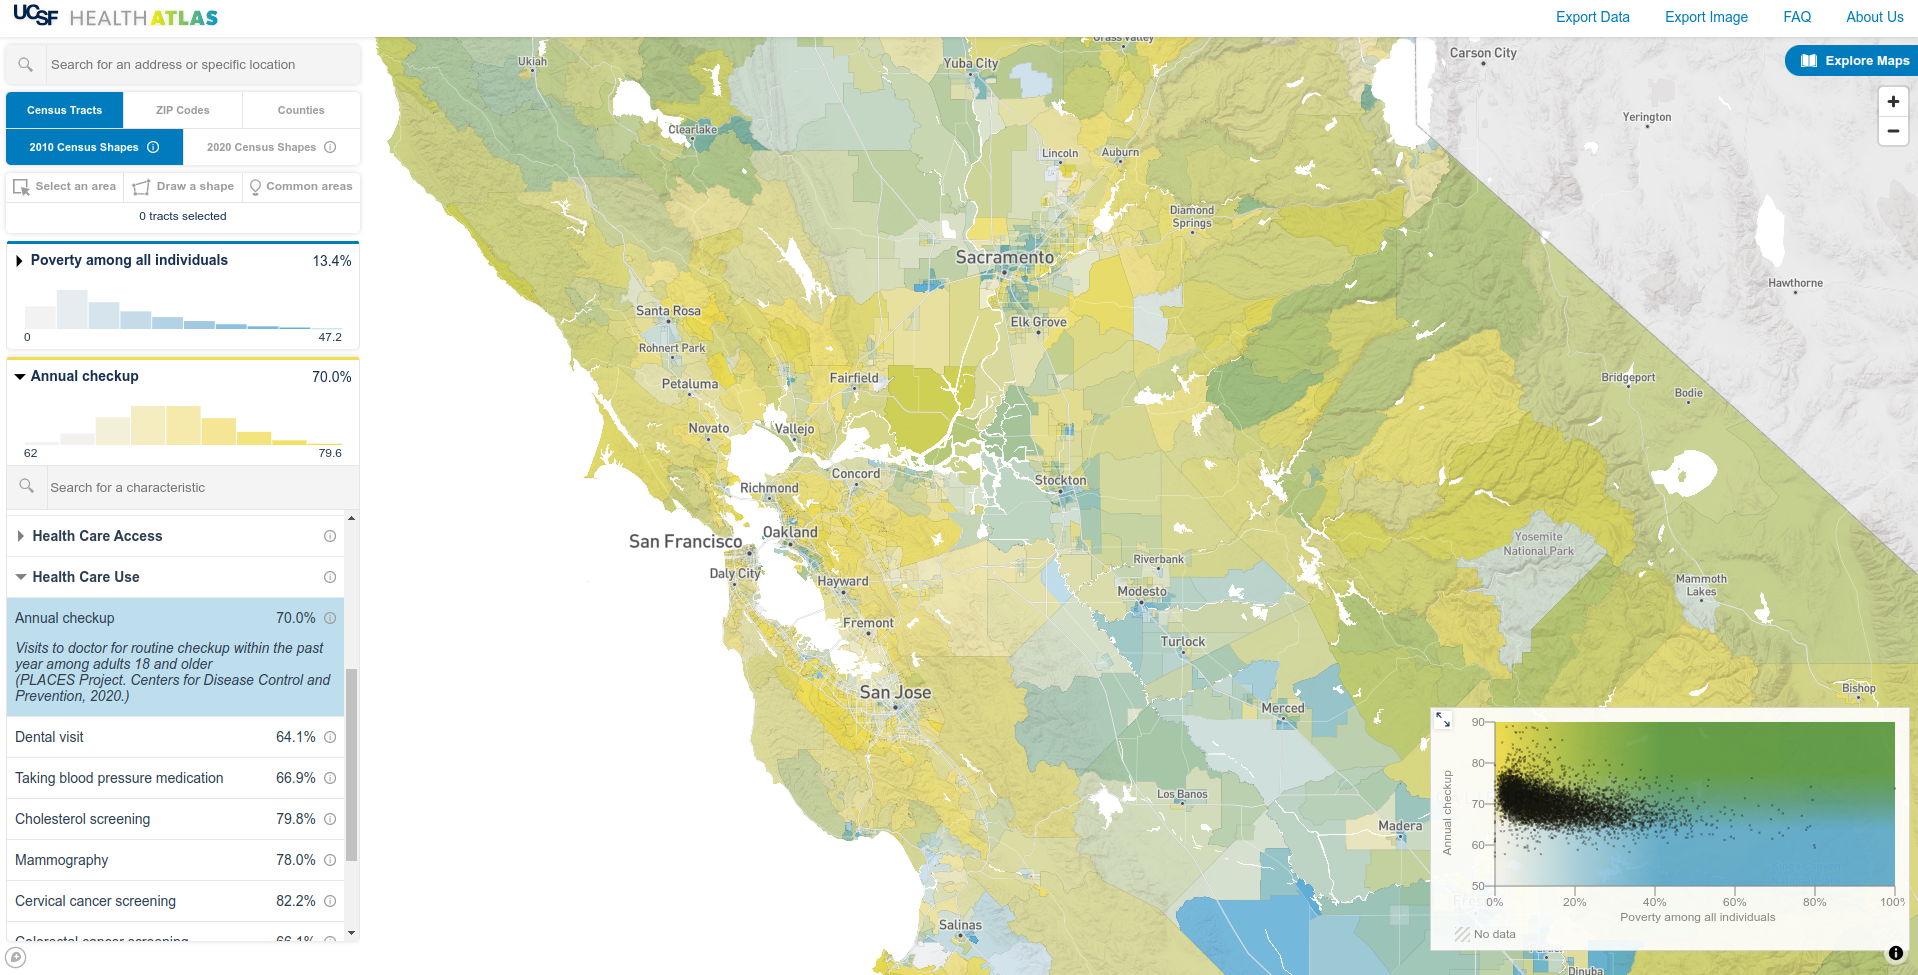 UCSF HEALTH ATLAS
Export Data
Export Image
FAQ
About Us
Search for an address or specific location
Census Tracts
ZIP Codes
Counties
2010 Census Shapes
2020 Census Shapes
Select an area
Draw a shape
Common areas
0 tracts selected
Poverty among all individuals 13.4%
0 47.2
Annual checkup 70.0%
62 79.6
Search for a characteristic
Health Care Access
Health Care Use
Annual checkup 70.0%
Visits to doctor for routine checkup within the past
year among adults 18 and older
(PLACES Project. Centers for Disease Control and
Prevention, 2020.)
Dental visit 64.1%
Taking blood pressure medication 66.9%
Cholesterol screening 79.8%
Mammography 78.0%
Cervical cancer screening 82.2%
Colorectal cancer screening 66.1%
Explore Maps
+
−
Grass Valley
Carson City
Ukiah
Yuba City
Yerington
Clearlake
Lincoln
Auburn
Diamond
Springs
Sacramento
Hawthorne
Santa Rosa
Elk Grove
Rohnert Park
Petaluma
Fairfield
Bridgeport
Bodie
Novato
Vallejo
Concord
Richmond
Stockton
San Francisco
Oakland
Yosemite
National Park
Daly City
Hayward
Riverbank
Modesto
Mammoth
Lakes
Fremont
Turlock
San Jose
Merced
Bishop
Los Banos
Madera
Salinas
Dinuba
90
80
70
60
50
Annual checkup
0%
20%
40%
60%
80%
100%
Poverty among all individuals
No data